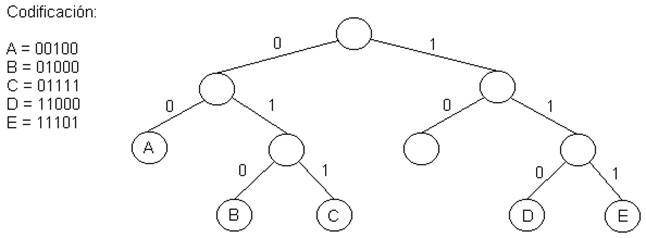 Codificación:
A = 00100
B = 01000
C = 01111
D = 11000
E = 11101
0 1
0 1 0 1
A
0 1 0 1
B C D E